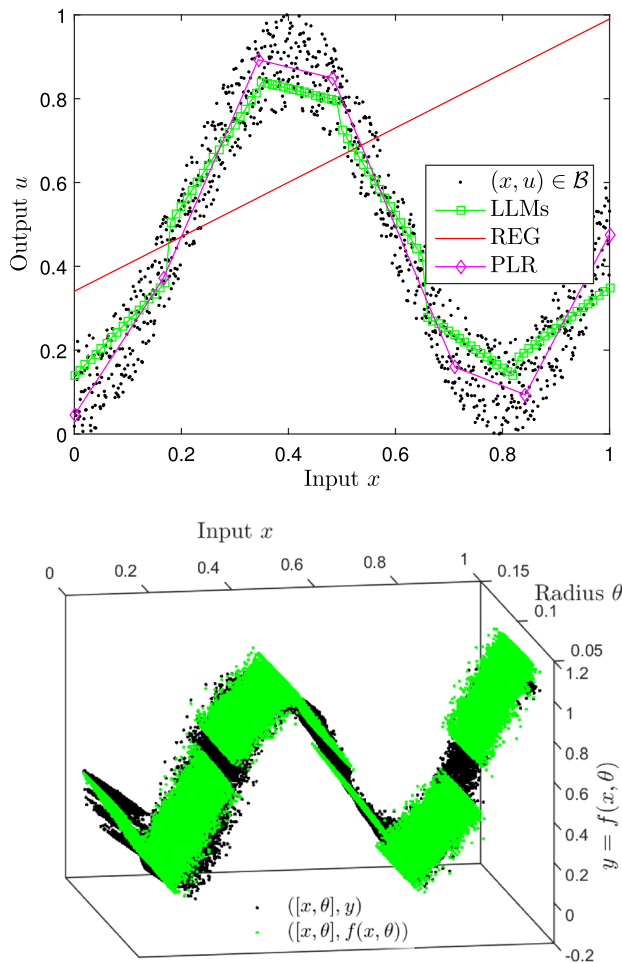 1
0.8
0.6
0.4
0.2
0
Output u
0 0.2 0.4 0.6 0.8 1
Input x
(x, u) ∈ ℬ
LLMs
REG
PLR
Input x
0 0.2 0.4 0.6 0.8 1
0.15
0.1
0.05
Radius θ
1.2
1
0.8
0.6
0.4
0.2
0
-0.2
y = f(x, θ)
([x, θ], y)
([x, θ], f(x, θ))